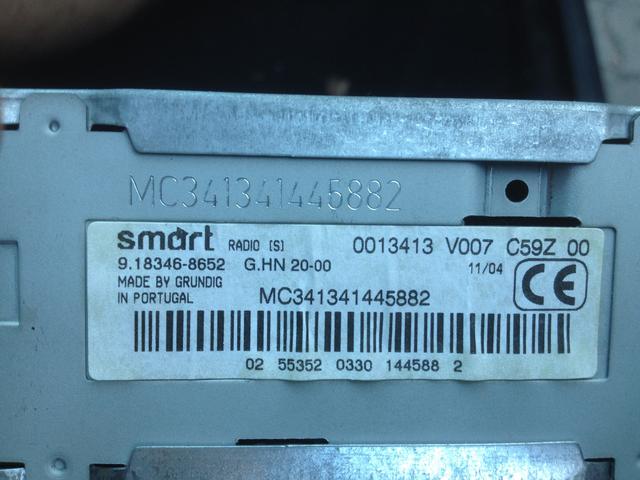 MC341341445882
smart RADIO [S] 0013413 V007 C59Z 00
9.18346-8652 G.HN 20-00 11/04
MADE BY GRUNDIG
IN PORTUGAL MC341341445882
CE
02 55352 0330 144588 2